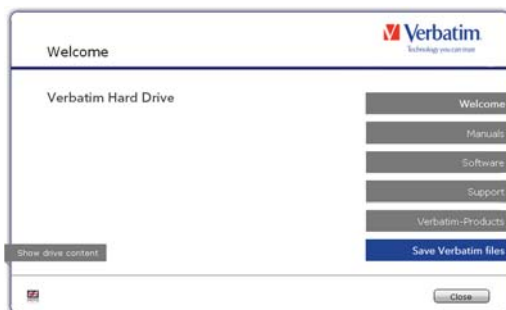 Welcome
Verbatim
Technology you can trust
Verbatim Hard Drive
Welcome
Manuals
Software
Support
Verbatim-Products
Save Verbatim files
Show drive content
Close